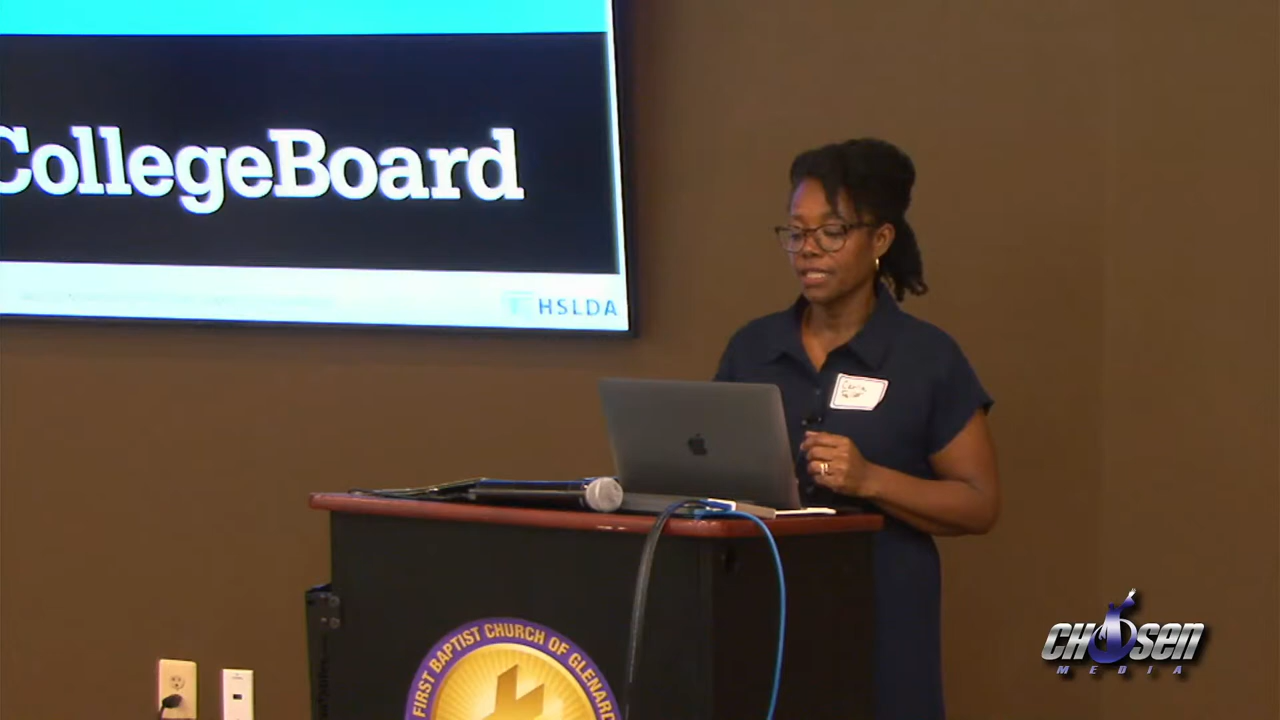 CollegeBoard
HSLDA
FIRST BAPTIST CHURCH OF GLENARD
CHOSEN
MEDIA